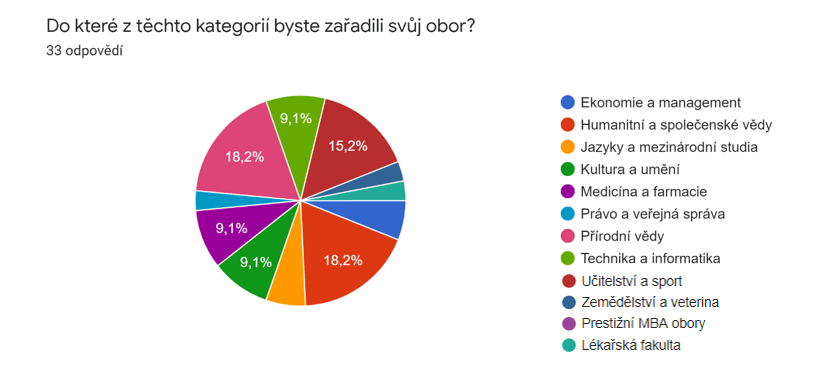 Do které z těchto kategorií byste zařadili svůj obor?
33 odpovědí
9,1%
15,2%
18,2%
9,1%
9,1%
18,2%
Ekonomie a management
Humanitní a společenské vědy
Jazyky a mezinárodní studia
Kultura a umění
Medicína a farmacie
Právo a veřejná správa
Přírodní vědy
Technika a informatika
Učitelství a sport
Zemědělství a veterina
Prestižní MBA obory
Lékařská fakulta